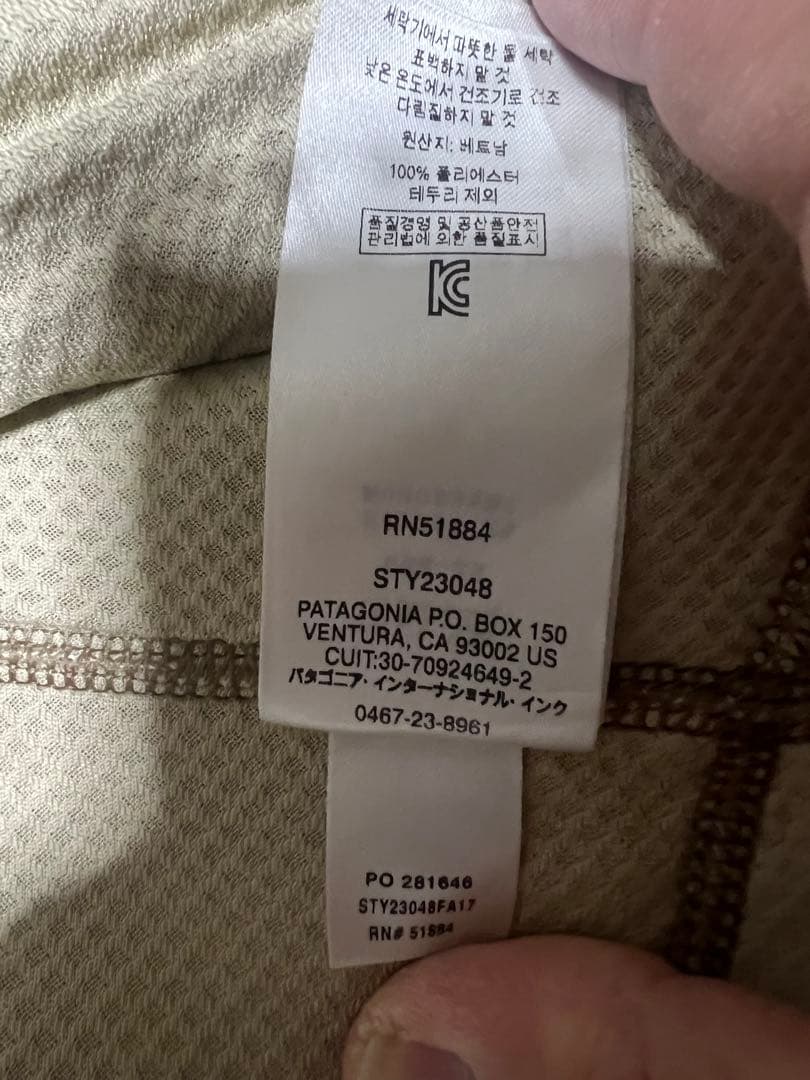 세탁기에서 따뜻한 물 세탁
표백하지 말 것
낮은 온도에서 건조기로 건조
다림질하지 말 것
원산지: 베트남
100% 폴리에스터
테두리 제외
품질경영 및 공산품안전
관리법에 의한 품질표시
KC
RN51884
STY23048
PATAGONIA P.O. BOX 150
VENTURA, CA 93002 US
CUIT:30-70924649-2
パタゴニア・インターナショナル・インク
0467-23-8961
PO 281646
STY23048FA17
RN# 51884